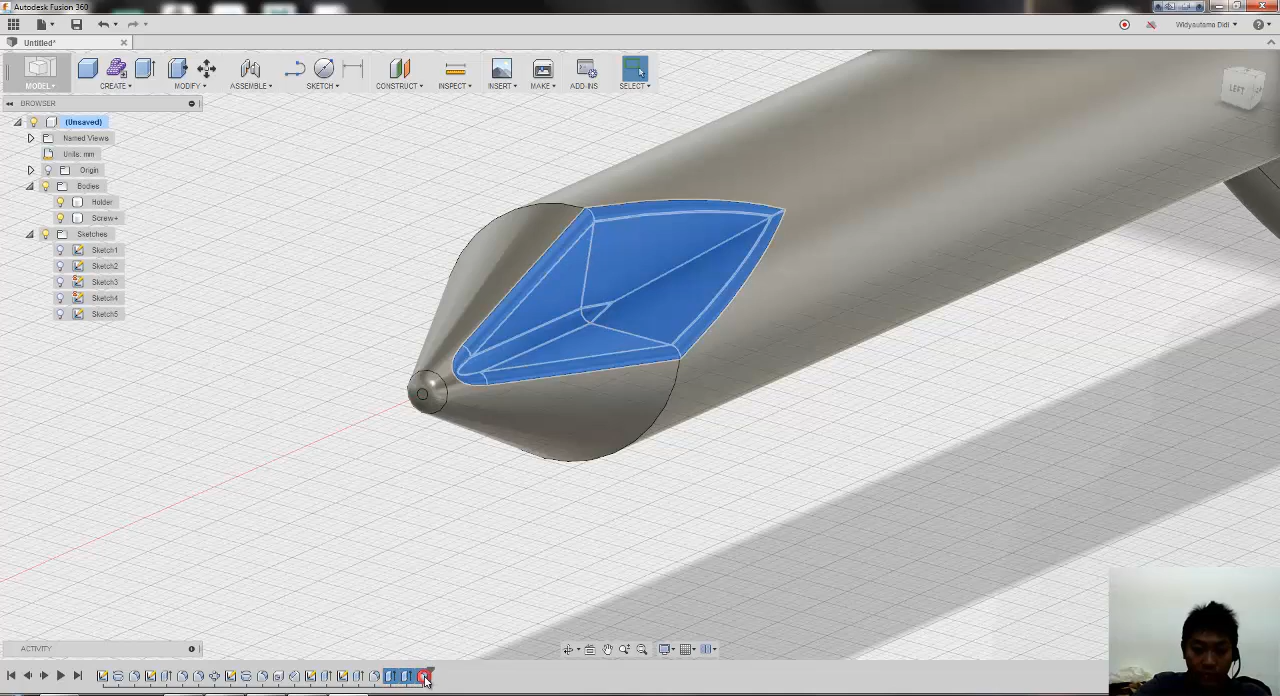 Autodesk Fusion 360
Widyautama Didi
Untitled*
MODEL
CREATE
MODIFY
ASSEMBLE
SKETCH
CONSTRUCT
INSPECT
INSERT
MAKE
ADD-INS
SELECT
BROWSER
(Unsaved)
Named Views
Units: mm
Origin
Bodies
Holder
Screw+
Sketches
Sketch1
Sketch2
Sketch3
Sketch4
Sketch5
LEFT
ACTIVITY